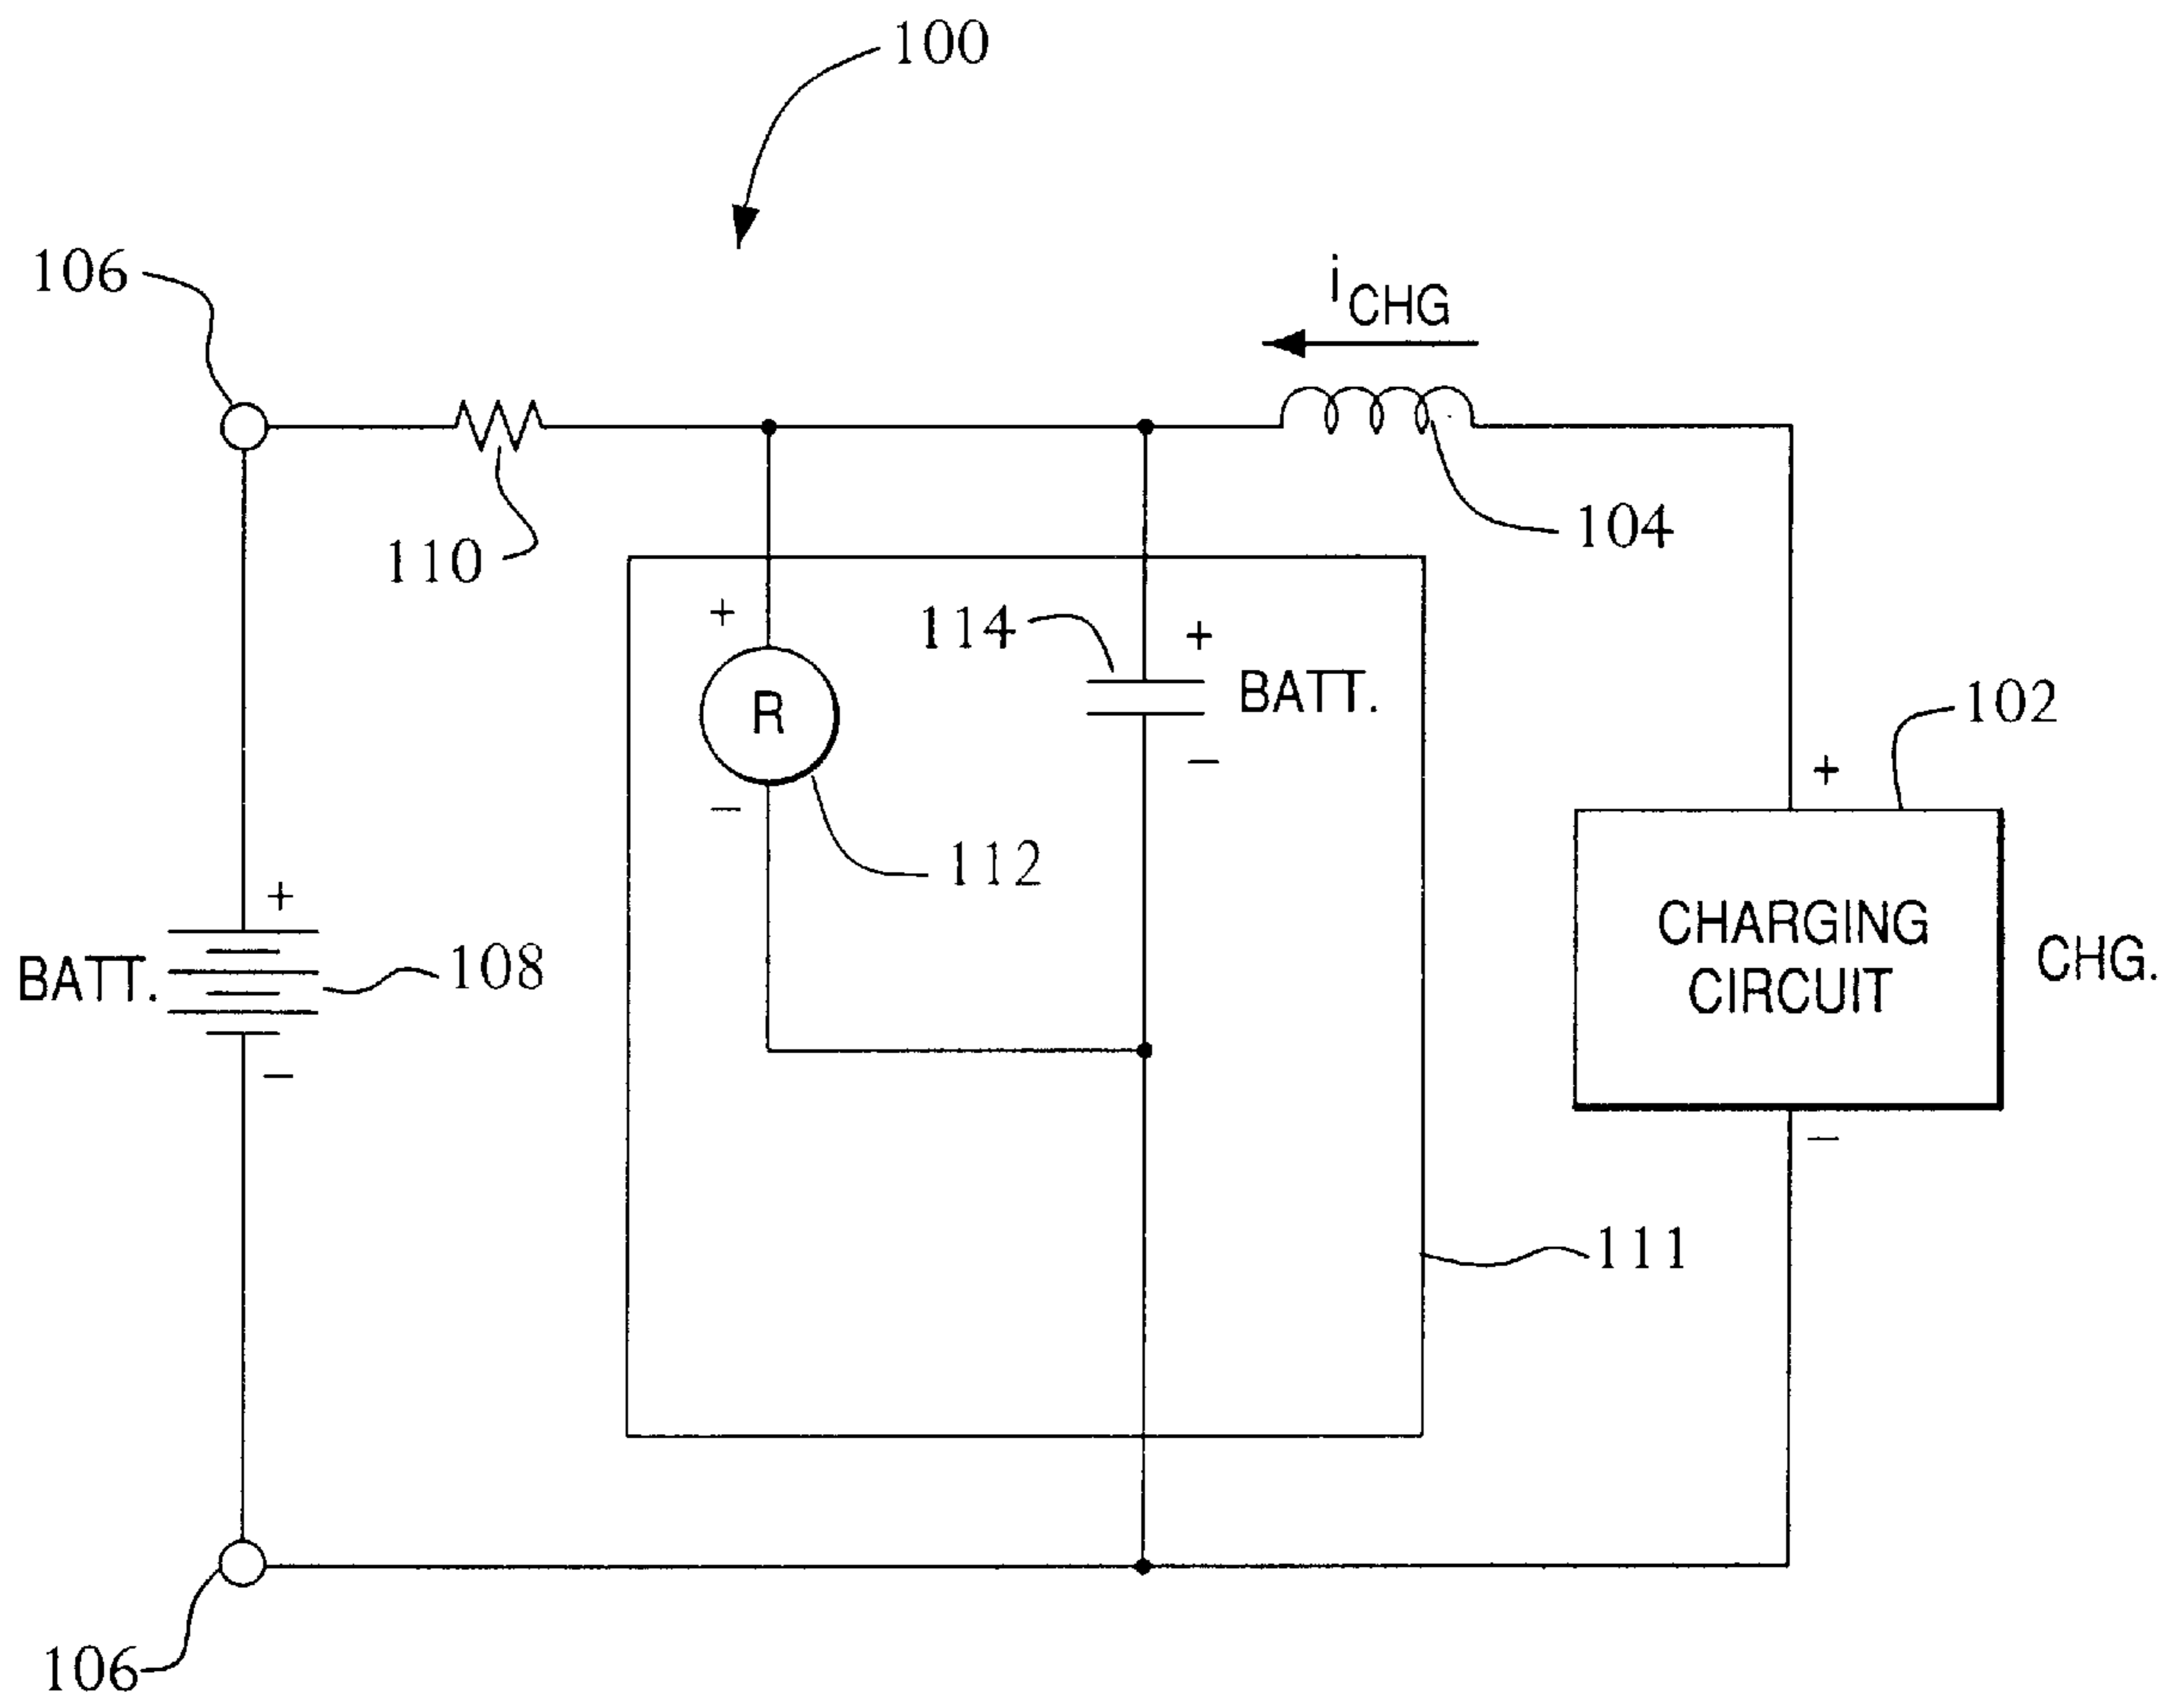 100
106
iCHG
110
104
+
114
+
BATT.
R
−
−
102
+
112
+
BATT.
108
−
CHARGING
CIRCUIT
CHG.
−
111
106